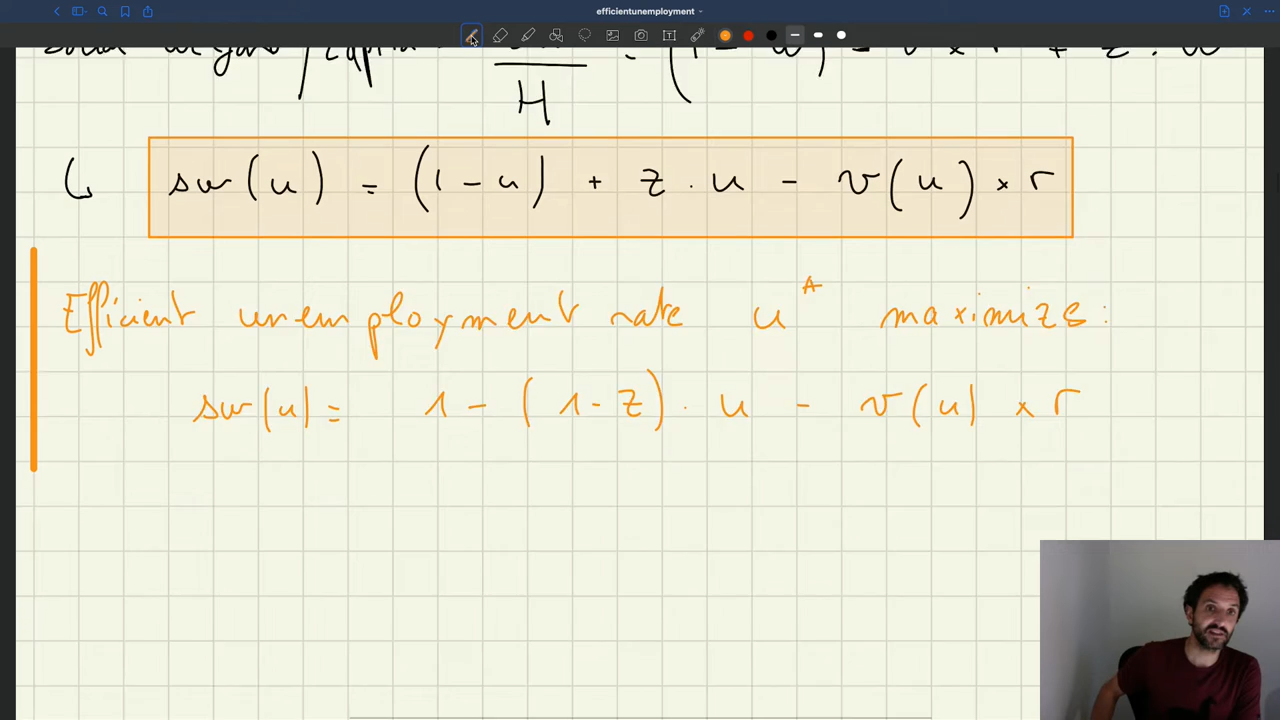 efficientunemployment
H
↳ sw(u) = (1-u) + z.u - v(u) × r
Efficient unemployment rate u* maximizes:
sw(u) = 1 - (1-z).u - v(u) × r